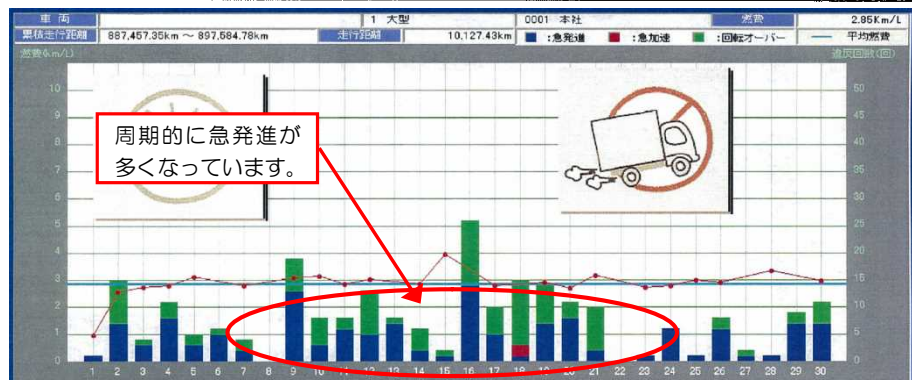 車 両 1 大型 0001 本社 燃費 2.85Km/L
累積走行距離 887,457.35km ～ 897,584.78km 走行距離 10,127.43km ■ :急発進 ■ :急加速 ■ :回転オーバー — 平均燃費
燃費(km/L) 違反回数(回)
10 50
9 45
8 40
7 35
6 30
5 25
4 20
3 15
2 10
1 5
0 0
周期的に急発進が
多くなっています。
1 2 3 4 5 6 7 8 9 10 11 12 13 14 15 16 17 18 19 20 21 22 23 24 25 26 27 28 29 30